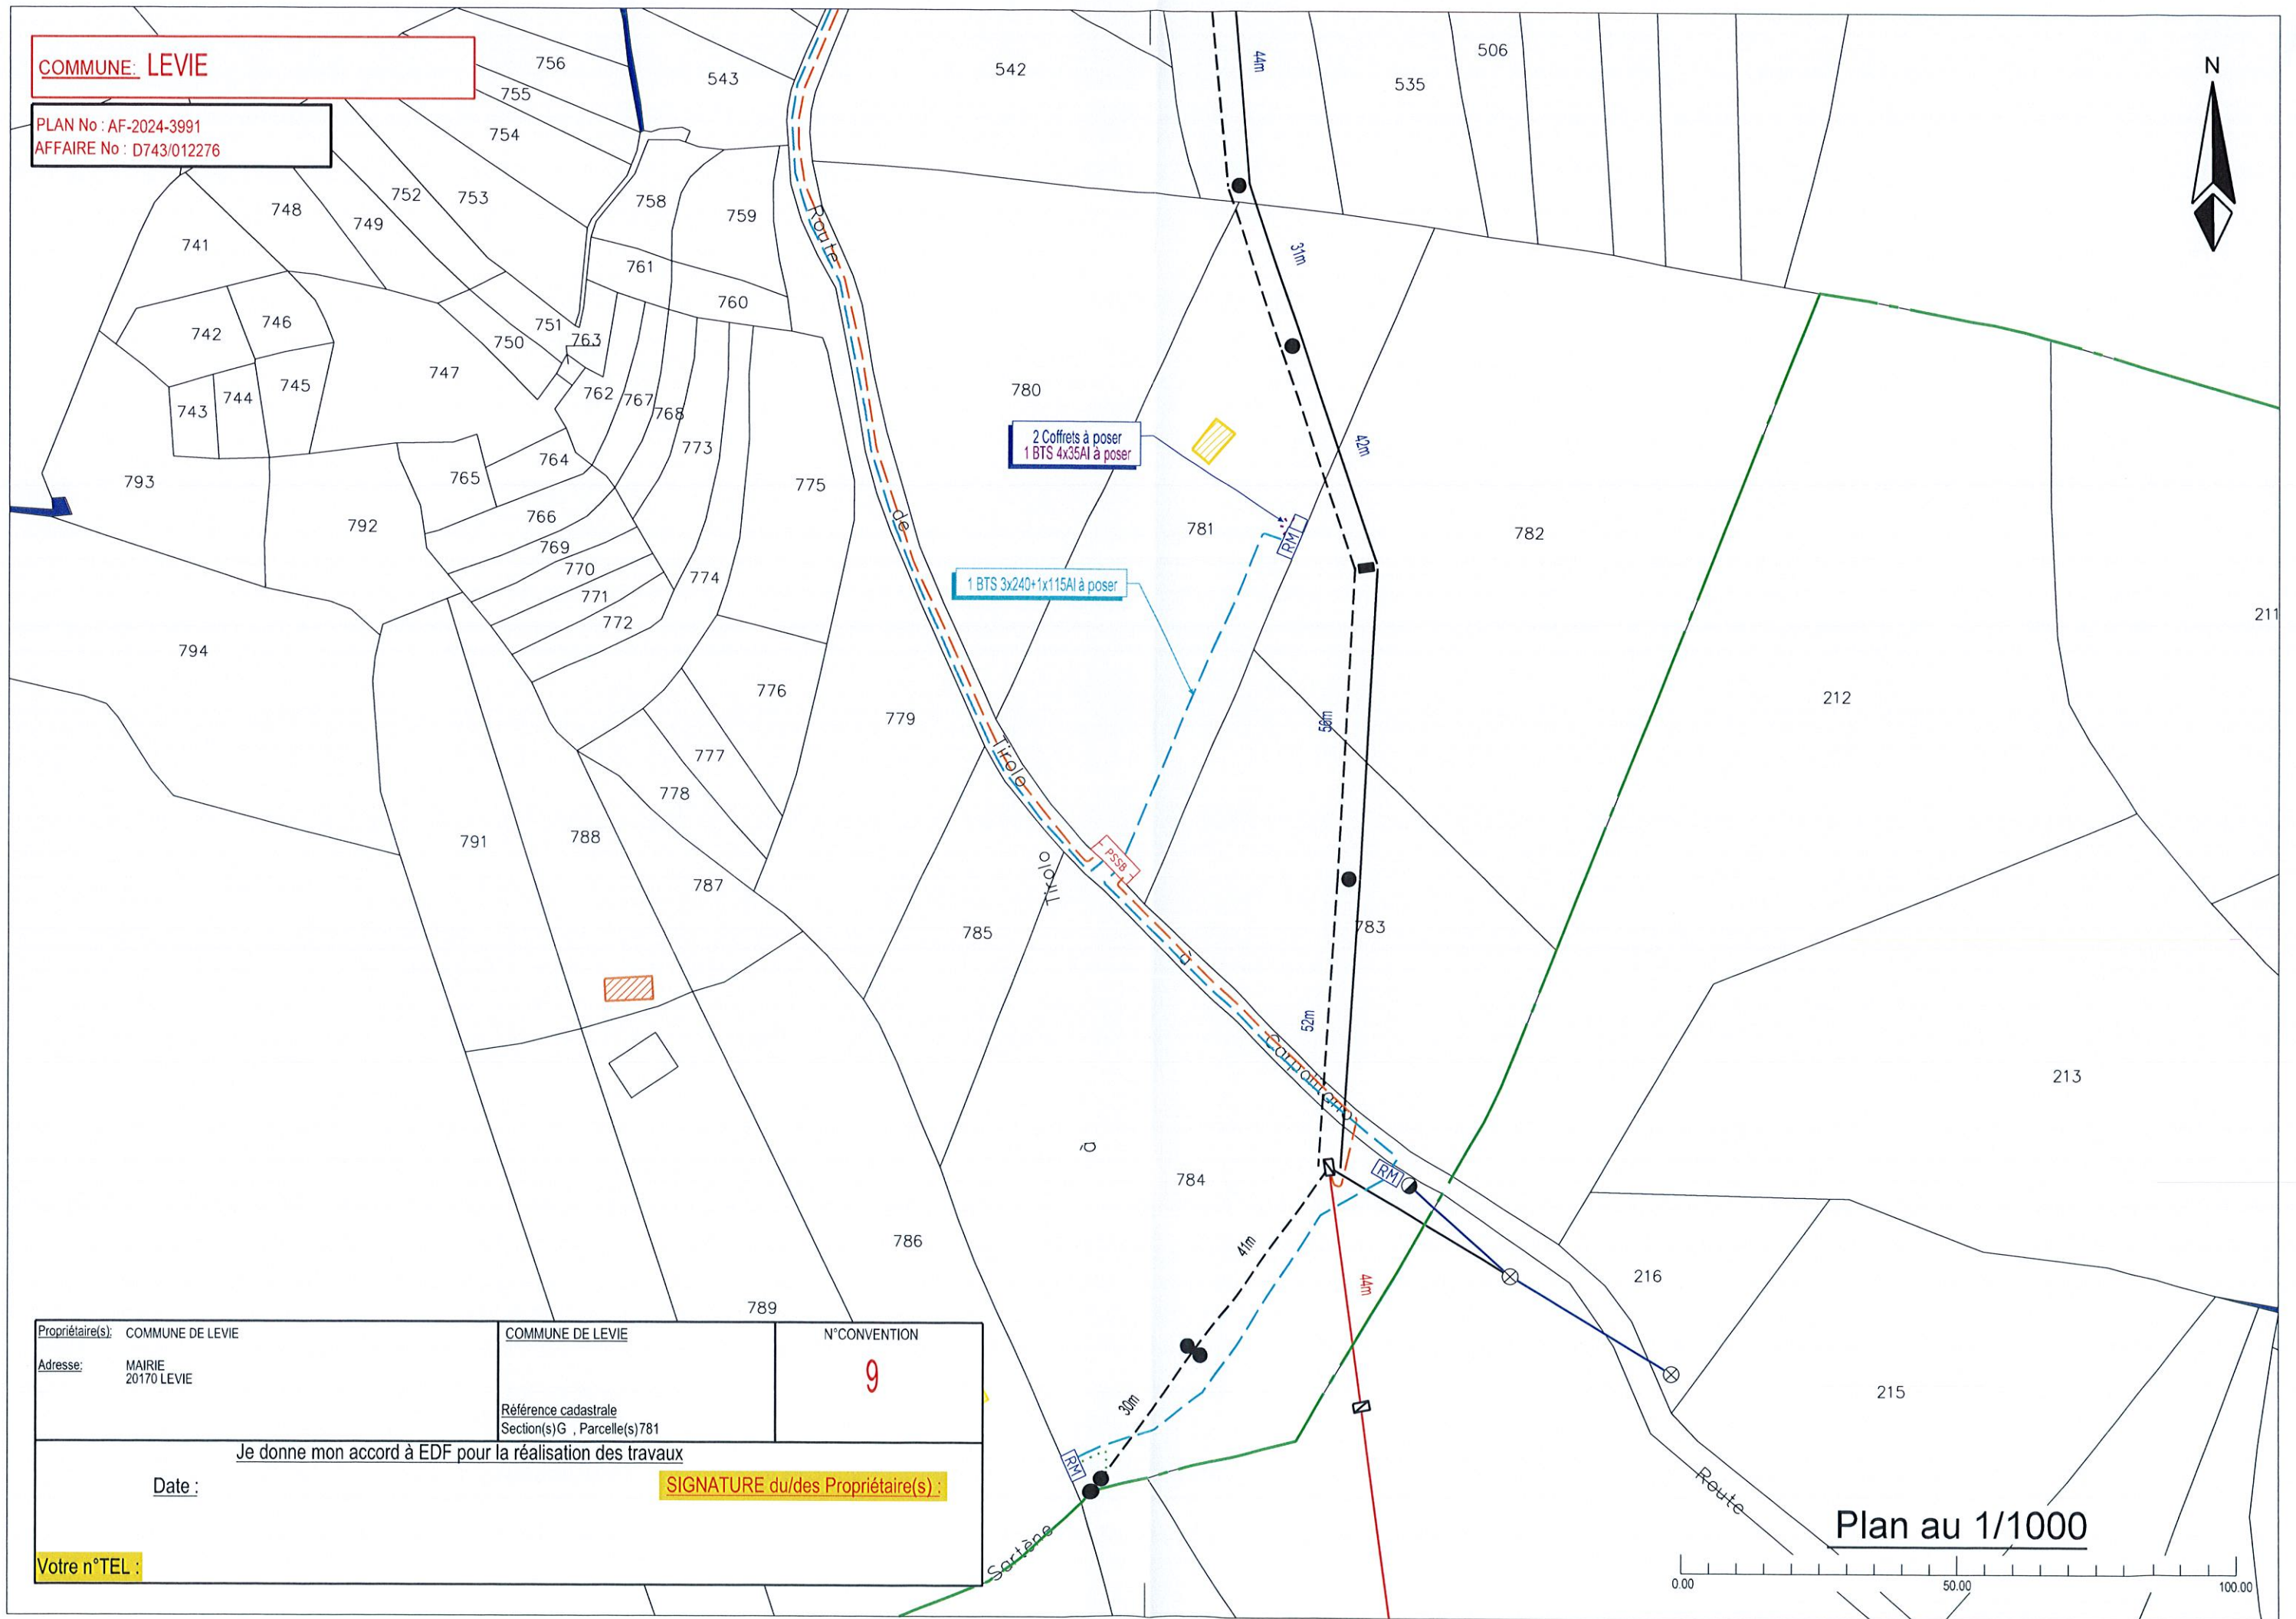 COMMUNE: LEVIE
PLAN No : AF-2024-3991
AFFAIRE No : D743/012276
N
756
755
754
543
542
44m
535
506
741
748
749
752
753
758
759
761
760
Route
31m
742
746
751
763
750
747
745
744
743
762
767
768
773
780
2 Coffrets à poser
1 BTS 4x35Al à poser
42m
793
792
765
764
766
769
770
771
772
774
775
de
781
RM
782
1 BTS 3x240+1x115Al à poser
211
794
776
779
777
778
Tirolo
56m
212
791
788
787
PSSB
Tirolo
785
783
à
52m
Carpalitrono
213
à
784
RM
786
41m
44m
216
789
30m
215
RM
Sartène
Route
Propriétaire(s): COMMUNE DE LEVIE
Adresse: MAIRIE
20170 LEVIE
COMMUNE DE LEVIE
Référence cadastrale
Section(s)G , Parcelle(s)781
N°CONVENTION
9
Je donne mon accord à EDF pour la réalisation des travaux
Date :
SIGNATURE du/des Propriétaire(s) :
Votre n°TEL :
Plan au 1/1000
0.00 50.00 100.00